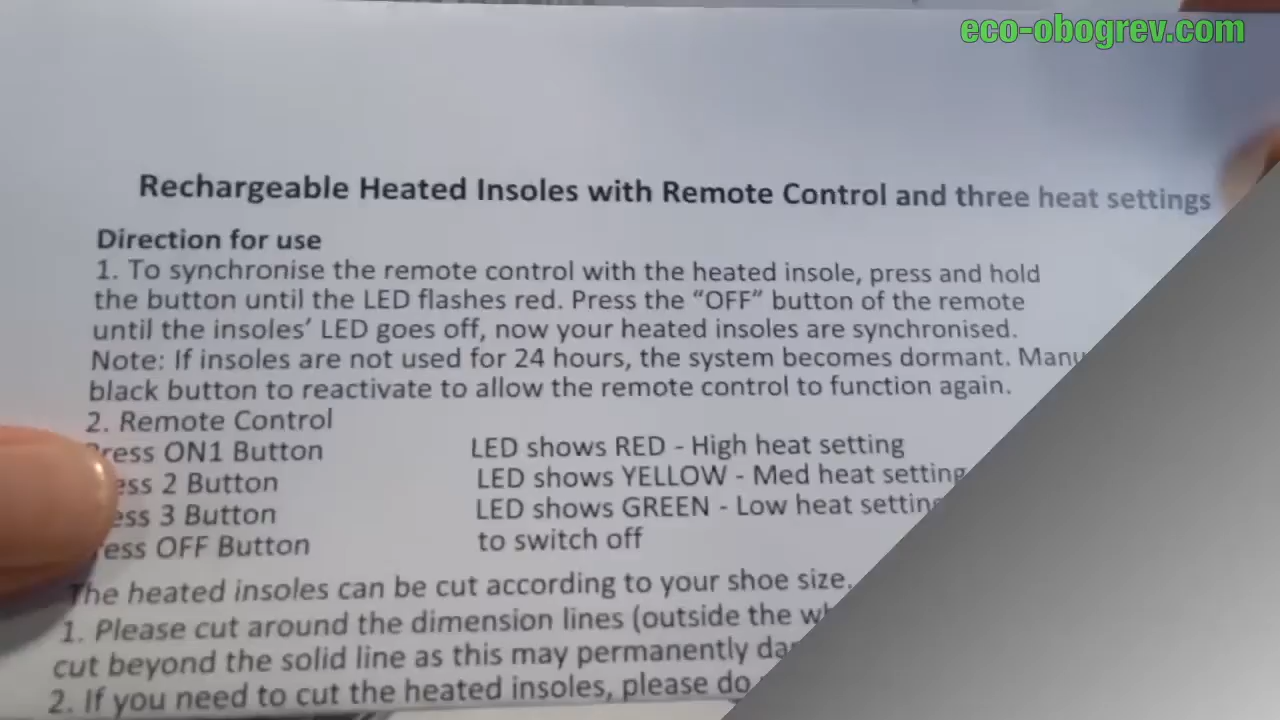 eco-obogrev.com
Rechargeable Heated Insoles with Remote Control and three heat settings
Direction for use
1. To synchronise the remote control with the heated insole, press and hold
the button until the LED flashes red. Press the “OFF” button of the remote
until the insoles’ LED goes off, now your heated insoles are synchronised.
Note: If insoles are not used for 24 hours, the system becomes dormant.
black button to reactivate to allow the remote control to function again.
2. Remote Control
Press ON1 Button LED shows RED - High heat setting
2 Button LED shows YELLOW - Med heat setting
3 Button LED shows GREEN - Low heat setting
OFF Button to switch off
The heated insoles can be cut according to your shoe size.
1. Please cut around the dimension lines (outside the
cut beyond the solid line as this may permanently
2. If you need to cut the heated insoles, please do